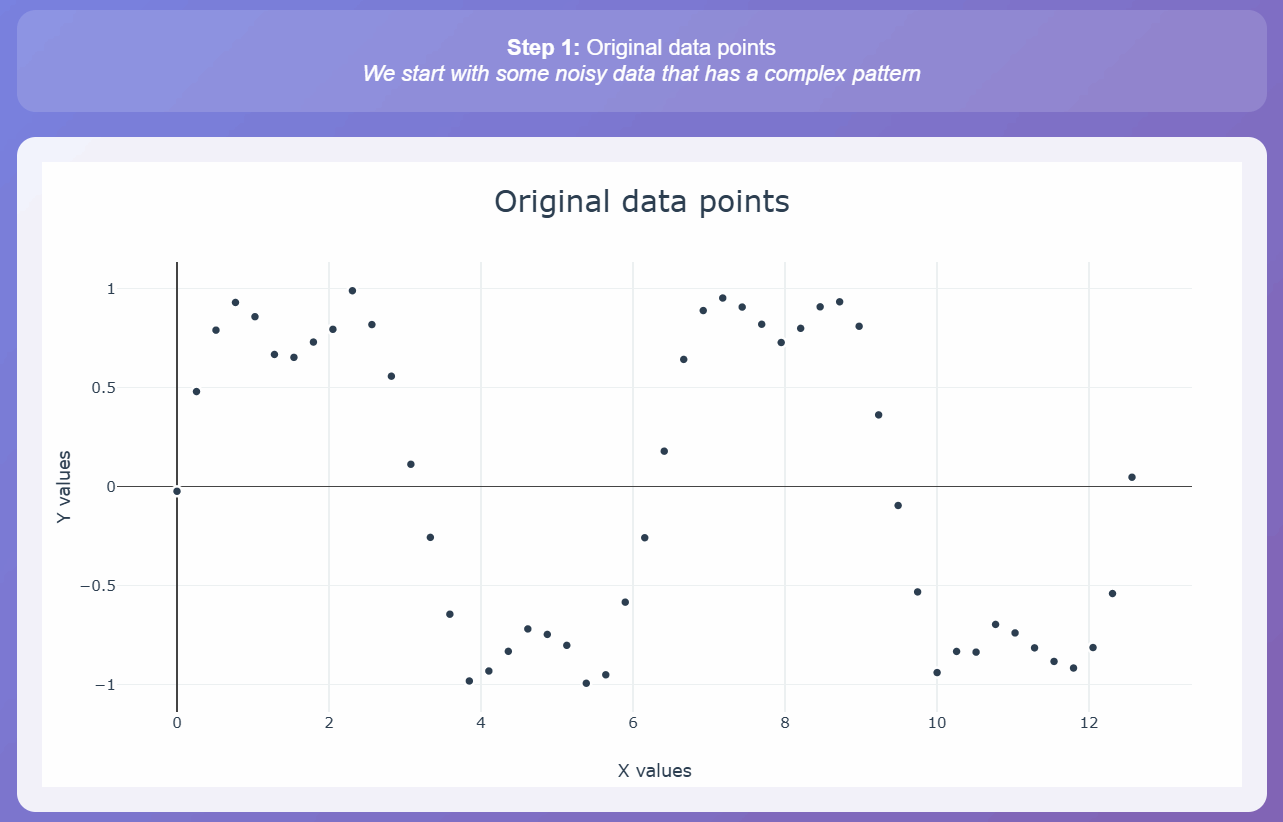 Step 1: Original data points
We start with some noisy data that has a complex pattern
Original data points
1
0.5
0
−0.5
−1
Y values
0 2 4 6 8 10 12
X values